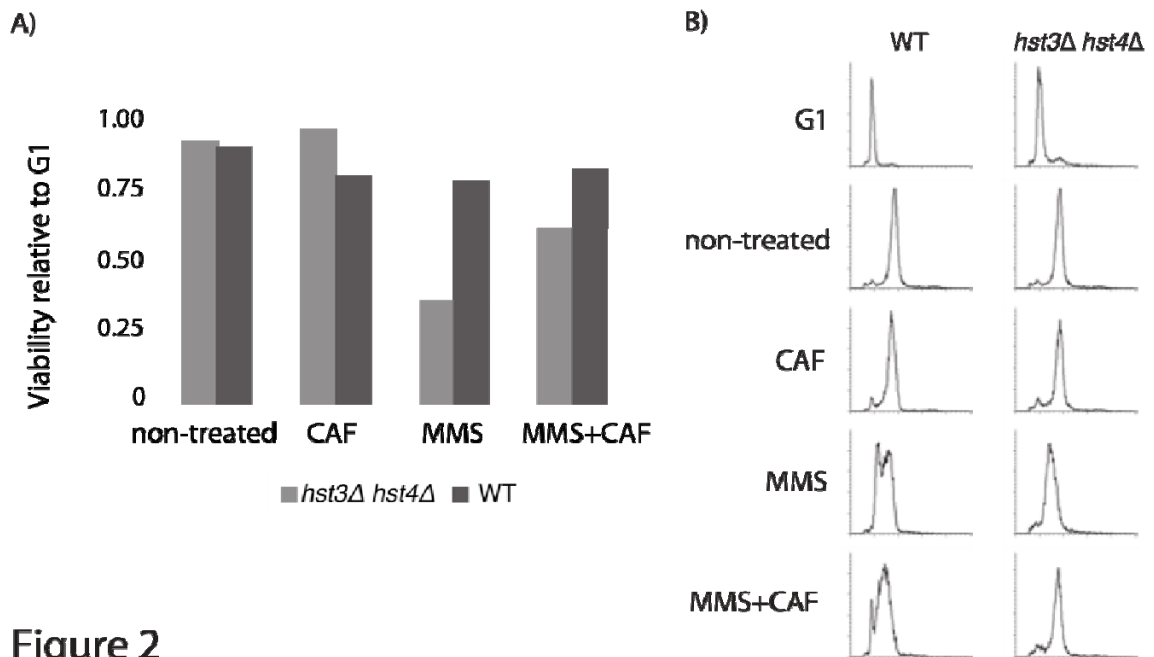 A)
Viability relative to G1
1.00
0.75
0.50
0.25
0
non-treated CAF MMS MMS+CAF
hst3Δ hst4Δ WT
B)
WT hst3Δ hst4Δ
G1
non-treated
CAF
MMS
MMS+CAF
Figure 2